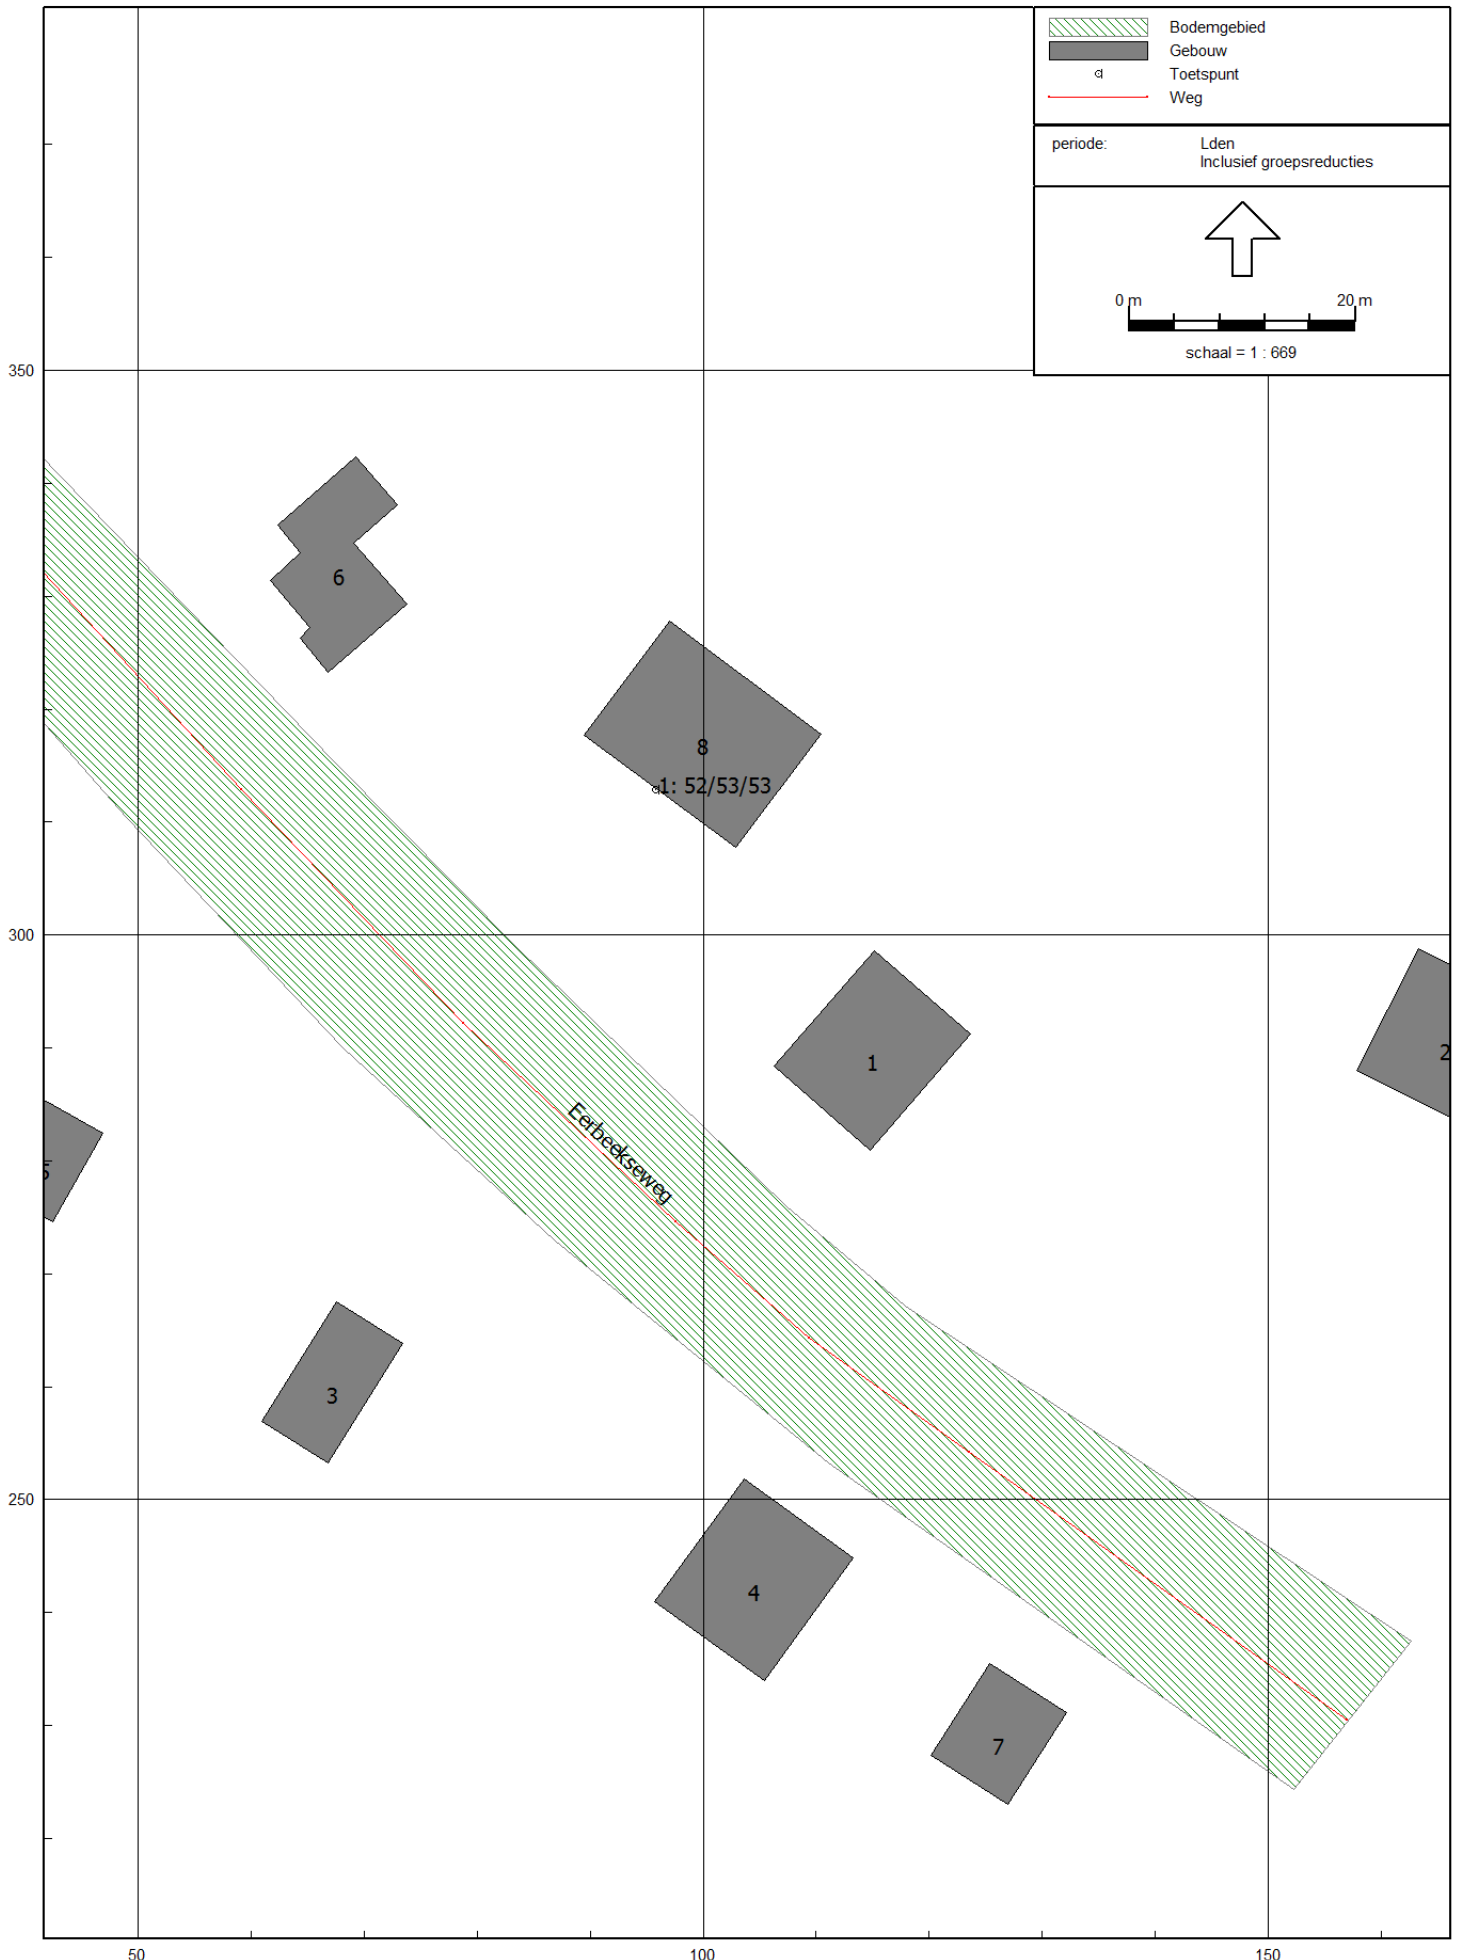 Bodemgebied
Gebouw
Toetspunt
Weg
periode: Lden
Inclusief groepsreducties
0 m 20 m
schaal = 1 : 669
350
6
8
1: 52/53/53
300
1
2
Eerbeekseweg
5
3
250
4
7
50 100 150